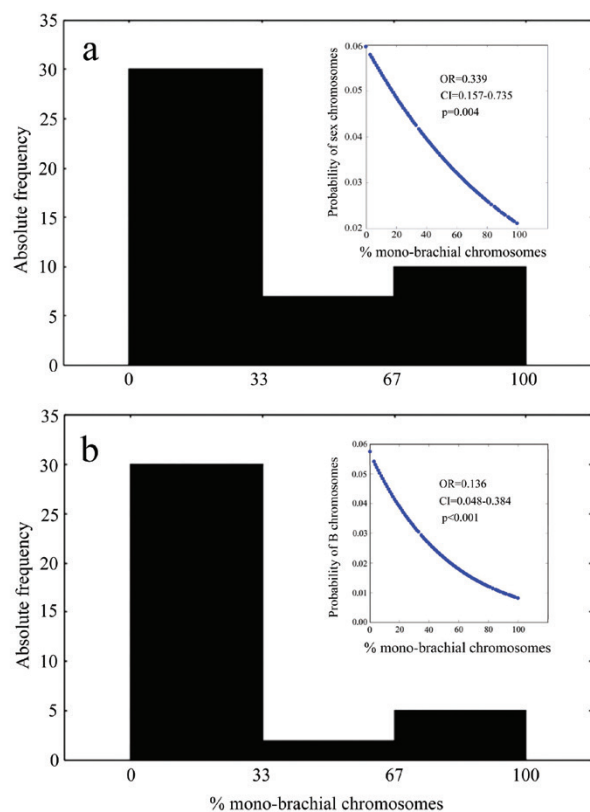 a
35
30
25
20
15
10
5
0
Absolute frequency
0 33 67 100
0.06
0.05
0.04
0.03
0.02
Probability of sex chromosomes
OR=0.339
CI=0.157-0.735
p=0.004
0 20 40 60 80 100
% mono-brachial chromosomes
b
35
30
25
20
15
10
5
0
Absolute frequency
0 33 67 100
% mono-brachial chromosomes
0.06
0.05
0.04
0.03
0.02
0.01
0.00
Probability of B chromosomes
OR=0.136
CI=0.048-0.384
p<0.001
0 20 40 60 80 100
% mono-brachial chromosomes